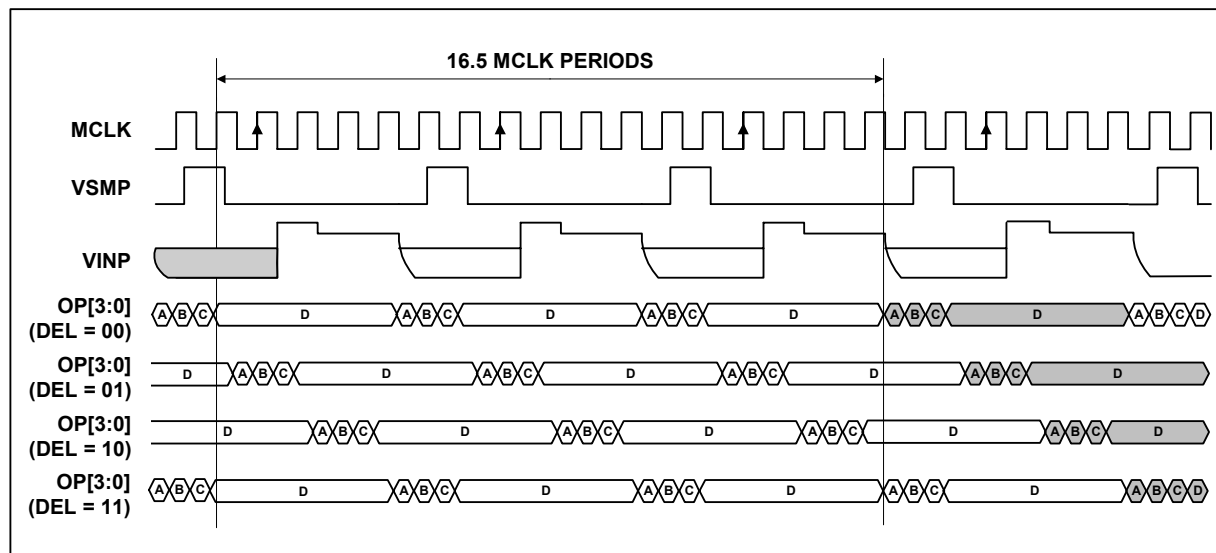 16.5 MCLK PERIODS
MCLK
VSMP
VINP
OP[3:0]
(DEL = 00)
A B C D A B C D A B C D A B C D A B C D
OP[3:0]
(DEL = 01)
D A B C D A B C D A B C D A B C D
OP[3:0]
(DEL = 10)
D A B C D A B C D A B C D A B C D
OP[3:0]
(DEL = 11)
A B C D A B C D A B C D A B C D A B C D